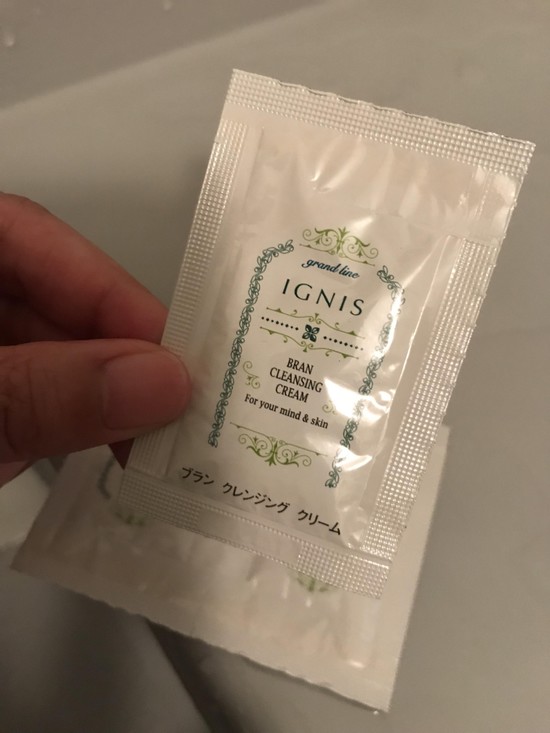 grand line
IGNIS
BRAN
CLEANSING
CREAM
For your mind & skin
ブラン クレンジング クリーム